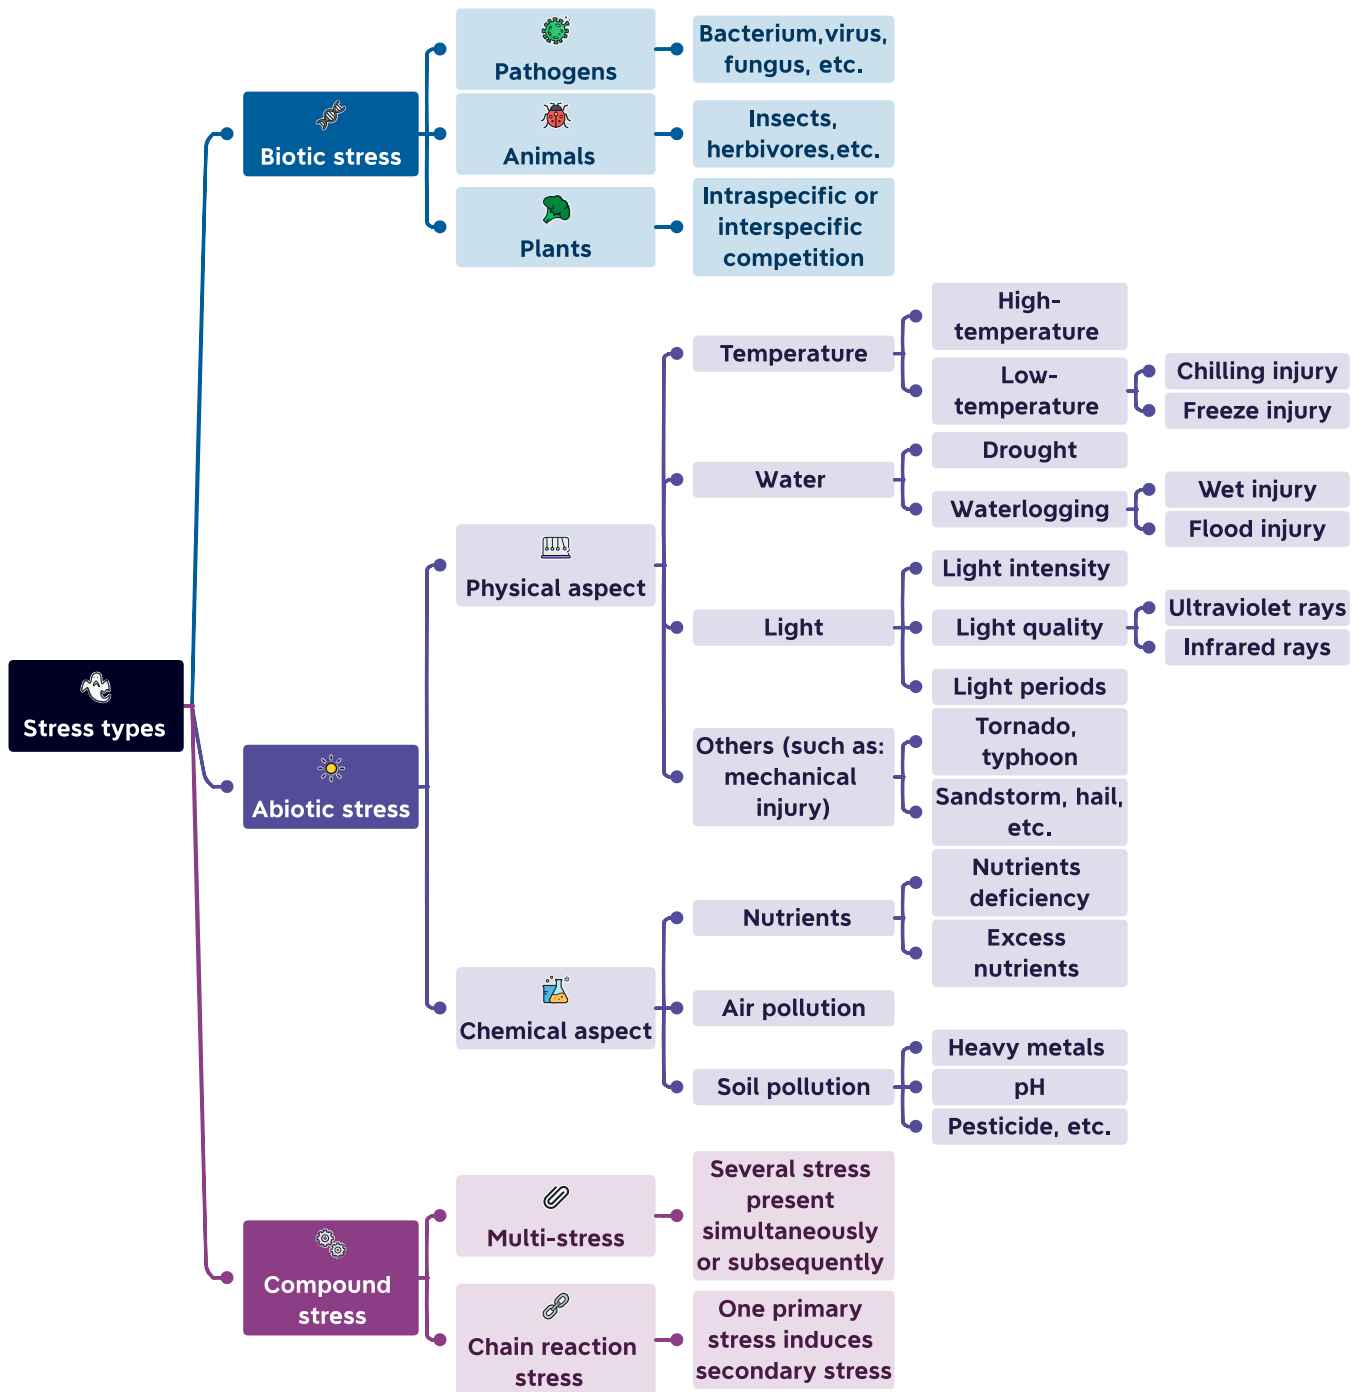 Stress types
Biotic stress
Pathogens
Bacterium,virus,
fungus, etc.
Animals
Insects,
herbivores,etc.
Plants
Intraspecific or
interspecific
competition
Abiotic stress
Physical aspect
Temperature
High-
temperature
Low-
temperature
Chilling injury
Freeze injury
Water
Drought
Waterlogging
Wet injury
Flood injury
Light
Light intensity
Light quality
Ultraviolet rays
Infrared rays
Light periods
Others (such as:
mechanical
injury)
Tornado,
typhoon
Sandstorm, hail,
etc.
Chemical aspect
Nutrients
Nutrients
deficiency
Excess
nutrients
Air pollution
Soil pollution
Heavy metals
pH
Pesticide, etc.
Compound
stress
Multi-stress
Several stress
present
simultaneously
or subsequently
Chain reaction
stress
One primary
stress induces
secondary stress